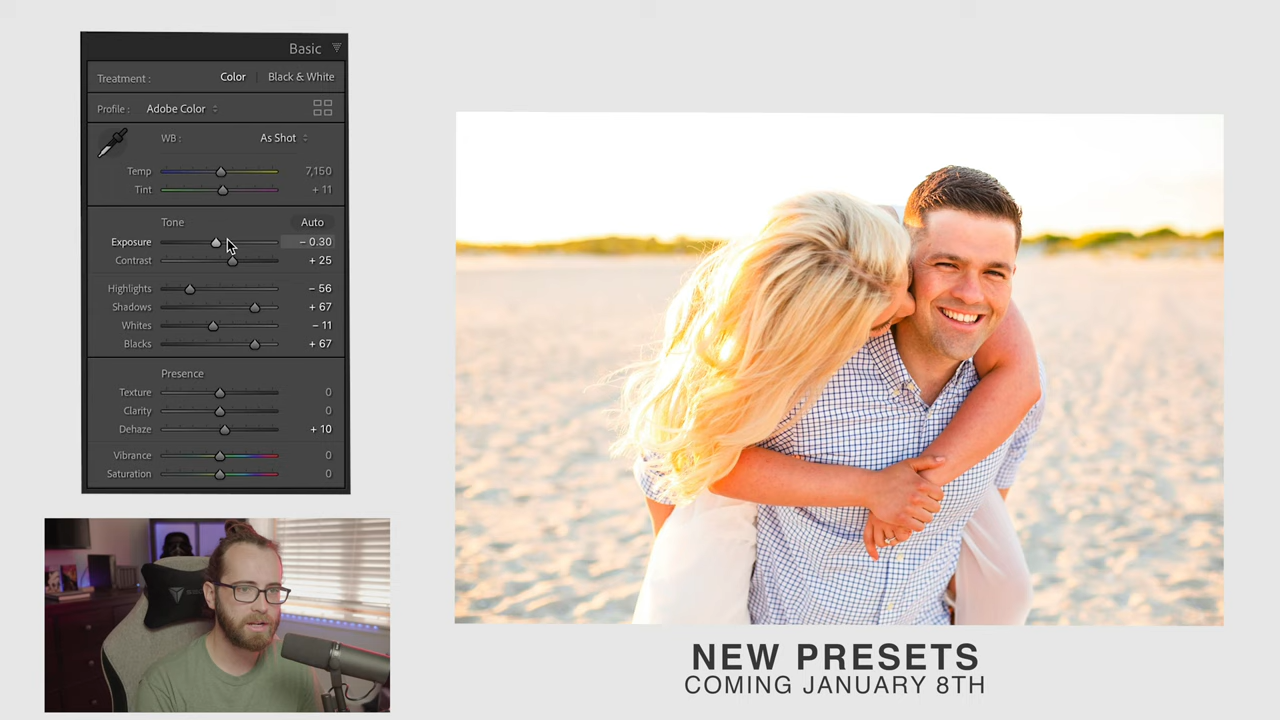 Basic
Treatment : Color | Black & White
Profile : Adobe Color
WB : As Shot
Temp 7,150
Tint + 11
Tone Auto
Exposure – 0.30
Contrast + 25
Highlights – 56
Shadows + 67
Whites – 11
Blacks + 67
Presence
Texture 0
Clarity 0
Dehaze + 10
Vibrance 0
Saturation 0
NEW PRESETS
COMING JANUARY 8TH